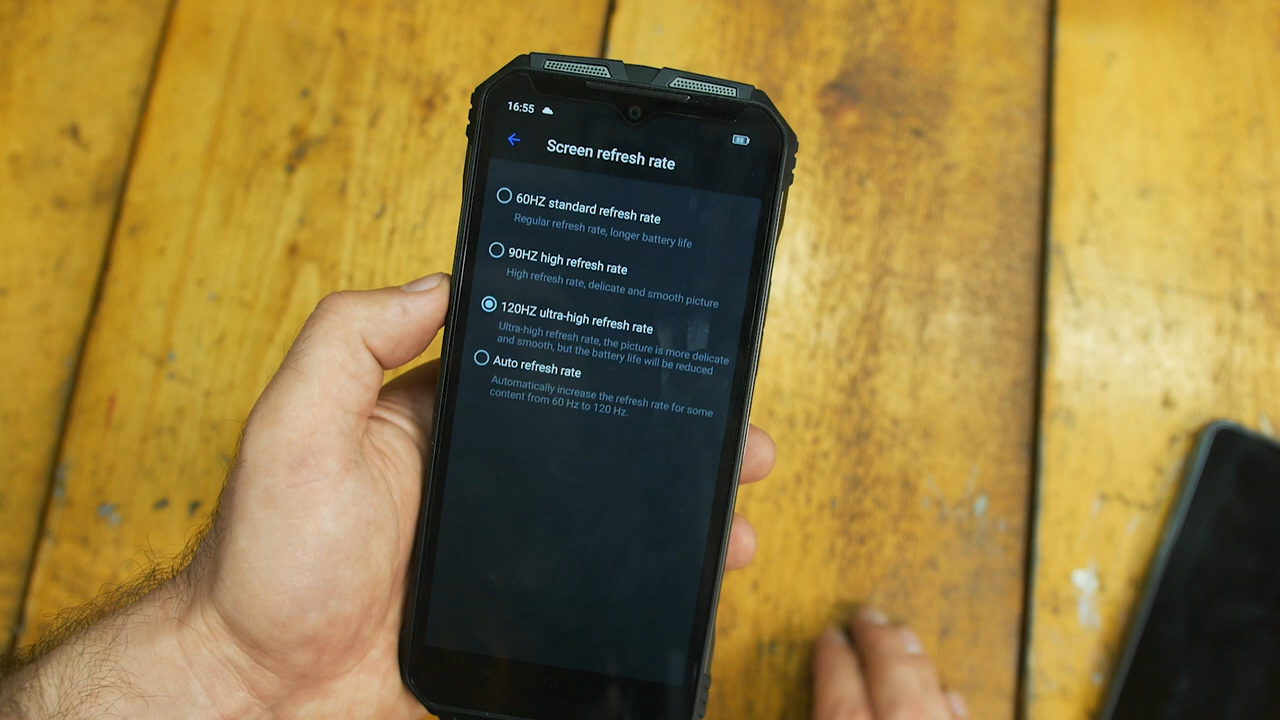 16:55
Screen refresh rate
60HZ standard refresh rate
Regular refresh rate, longer battery life
90HZ high refresh rate
High refresh rate, delicate and smooth picture
120HZ ultra-high refresh rate
Ultra-high refresh rate, the picture is more delicate
and smooth, but the battery life will be reduced
Auto refresh rate
Automatically increase the refresh rate for some
content from 60 Hz to 120 Hz.